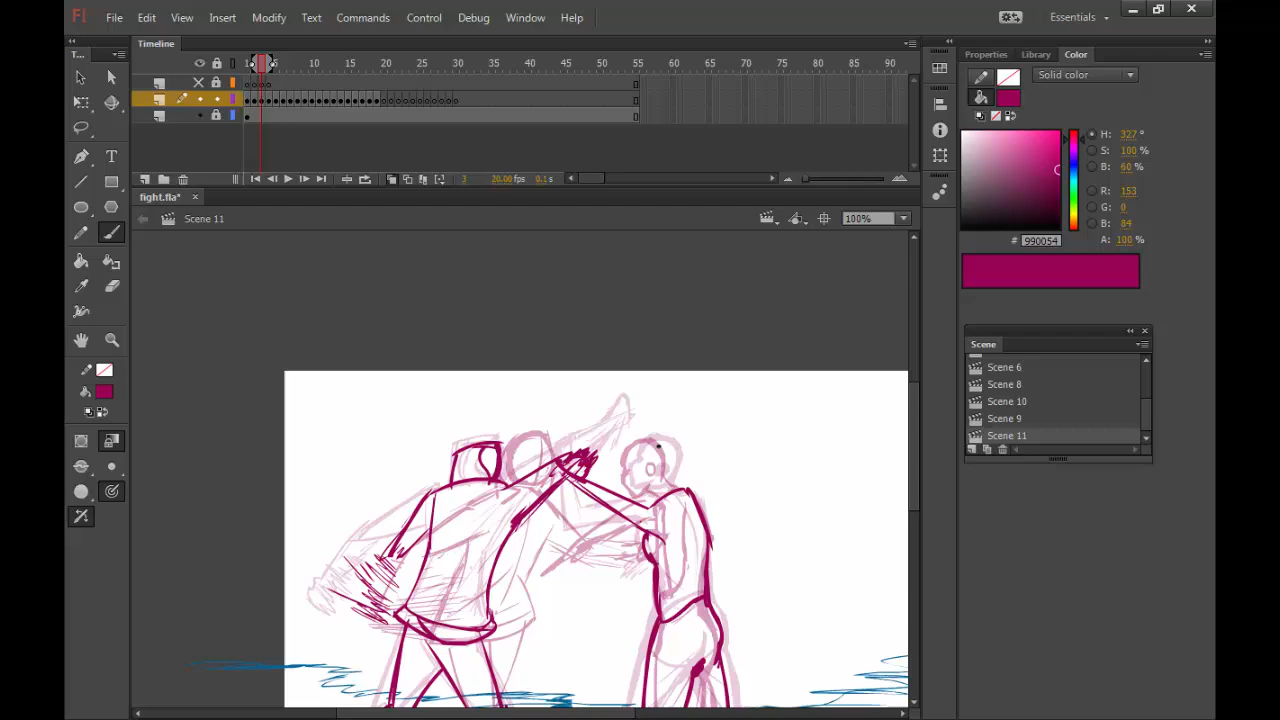 Fl File Edit View Insert Text Modify Commands Control Debug Window Help Essentials
Timeline
5 10 15 20 25 30 35 40 45 50 55 60 65 70 75 80 85 90
3 20.00 fps 0.1 s
fight.fla* ×
Scene 11 100%
T...
Properties Library Color
Solid color
H: 327 °
S: 100 %
B: 60 %
R: 153
G: 0
B: 84
# 990054 A: 100 %
Scene
Scene 6
Scene 8
Scene 10
Scene 9
Scene 11